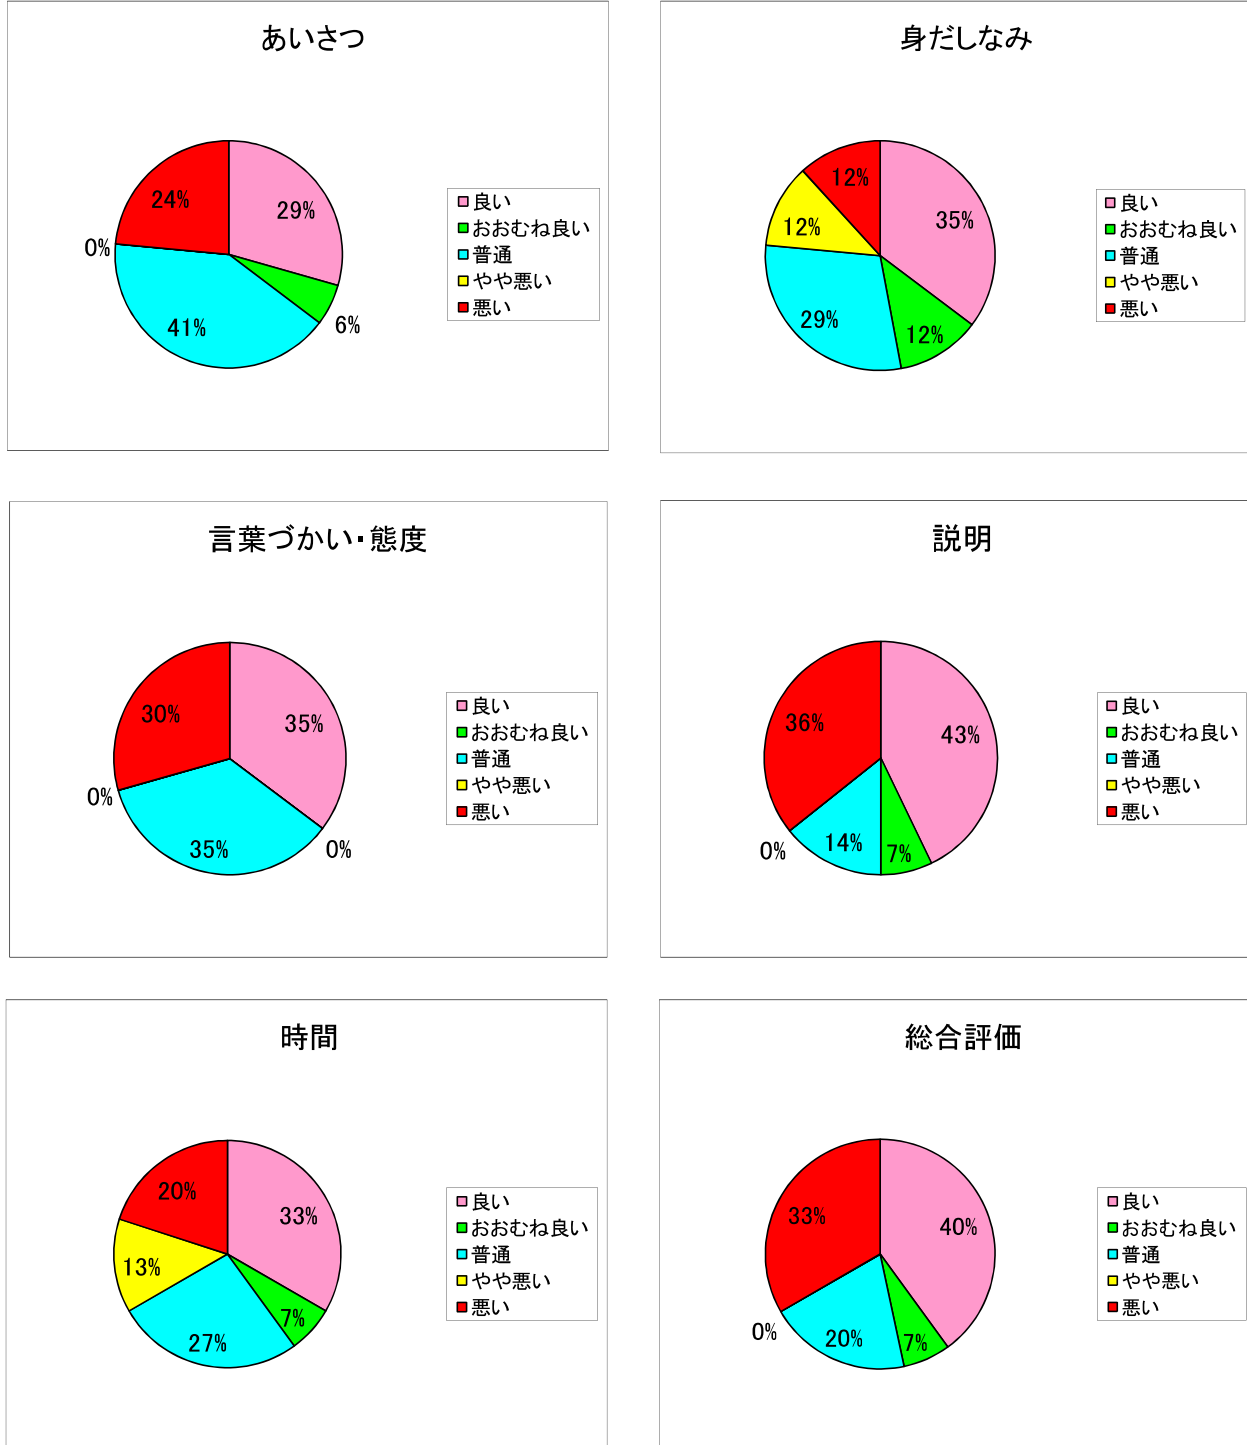 あいさつ
24%
29%
0%
41%
6%
良い
おおむね良い
普通
やや悪い
悪い
身だしなみ
12%
35%
12%
29%
12%
良い
おおむね良い
普通
やや悪い
悪い
言葉づかい・態度
30%
35%
0%
35%
0%
良い
おおむね良い
普通
やや悪い
悪い
説明
36%
43%
0%
14%
7%
良い
おおむね良い
普通
やや悪い
悪い
時間
20%
33%
13%
7%
27%
良い
おおむね良い
普通
やや悪い
悪い
総合評価
33%
40%
0%
20%
7%
良い
おおむね良い
普通
やや悪い
悪い